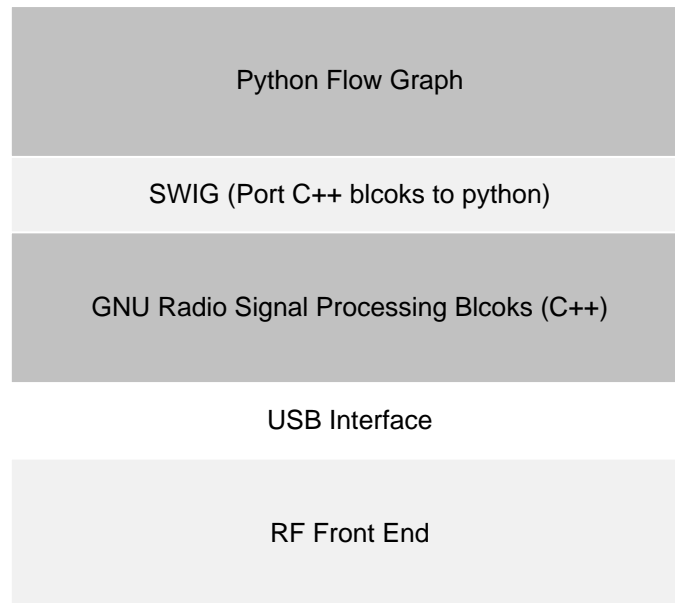 Python Flow Graph
SWIG (Port C++ blcoks to python)
GNU Radio Signal Processing Blcoks (C++)
USB Interface
RF Front End